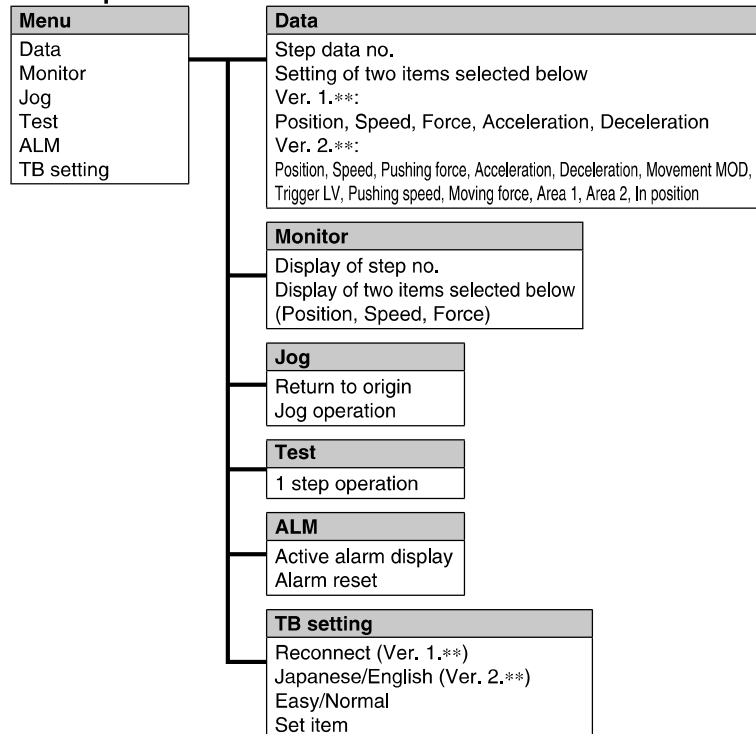 Menu
Data
Monitor
Jog
Test
ALM
TB setting
Data
Step data no.
Setting of two items selected below
Ver. 1.**:
Position, Speed, Force, Acceleration, Deceleration
Ver. 2.**:
Position, Speed, Pushing force, Acceleration, Deceleration, Movement MOD,
Trigger LV, Pushing speed, Moving force, Area 1, Area 2, In position
Monitor
Display of step no.
Display of two items selected below
(Position, Speed, Force)
Jog
Return to origin
Jog operation
Test
1 step operation
ALM
Active alarm display
Alarm reset
TB setting
Reconnect (Ver. 1.**)
Japanese/English (Ver. 2.**)
Easy/Normal
Set item